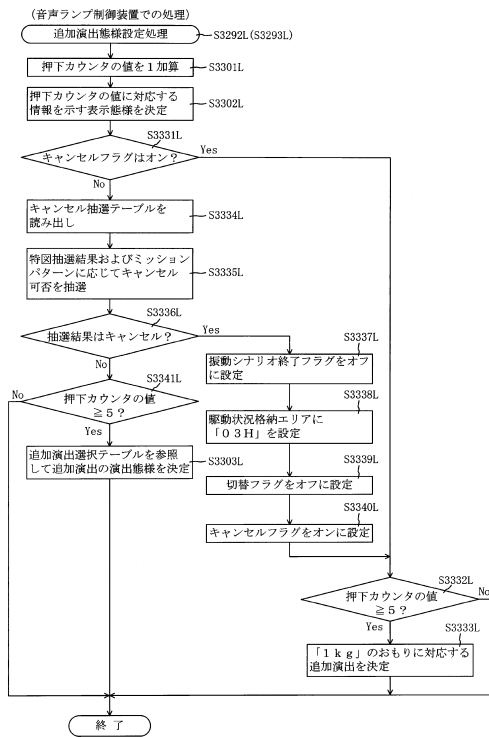 (音声ランプ制御装置での処理)
追加演出態様設定処理
S3292L(S3293L)
押下カウンタの値を1加算
S3301L
押下カウンタの値に対応する
情報を示す表示態様を決定
S3302L
S3331L
キャンセルフラグはオン?
Yes
No
キャンセル抽選テーブルを
読み出し
S3334L
特図抽選結果およびミッション
パターンに応じてキャンセル
可否を抽選
S3335L
S3336L
抽選結果はキャンセル?
Yes
No
S3337L
振動シナリオ終了フラグをオフ
に設定
S3338L
駆動状況格納エリアに
「03H」を設定
S3339L
切替フラグをオフに設定
S3340L
キャンセルフラグをオンに設定
S3341L
No
押下カウンタの値
≧5?
Yes
追加演出選択テーブルを参照
して追加演出の演出態様を決定
S3303L
S3332L
押下カウンタの値
≧5?
No
Yes
S3333L
「1kg」のおもりに対応する
追加演出を決定
終了